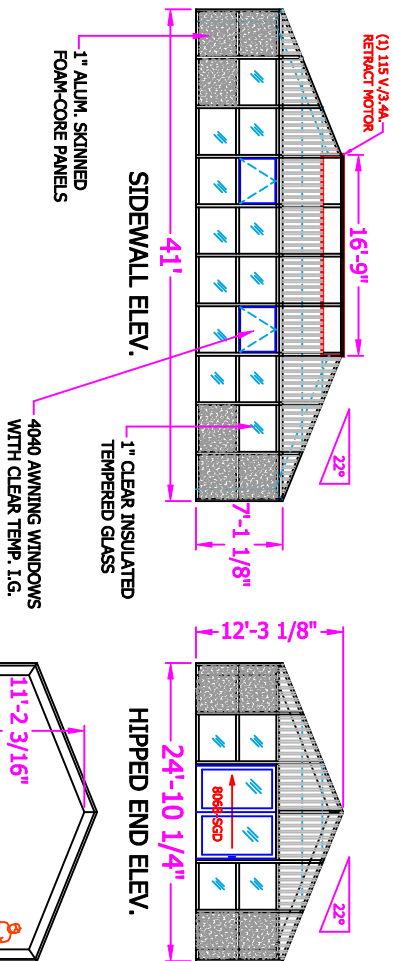 (1) 115 V./3.4A.
RETRACT MOTOR
16'-9"
22°
7'-1 1/8"
41'
SIDEWALL ELEV.
1" ALUM. SKINNED
FOAM-CORE PANELS
1" CLEAR INSULATED
TEMPERED GLASS
4040 AWNING WINDOWS
WITH CLEAR TEMP. I.G.
12'-3 1/8"
22°
8068-SGD
24'-10 1/4"
HIPPED END ELEV.
11'-2 3/16"